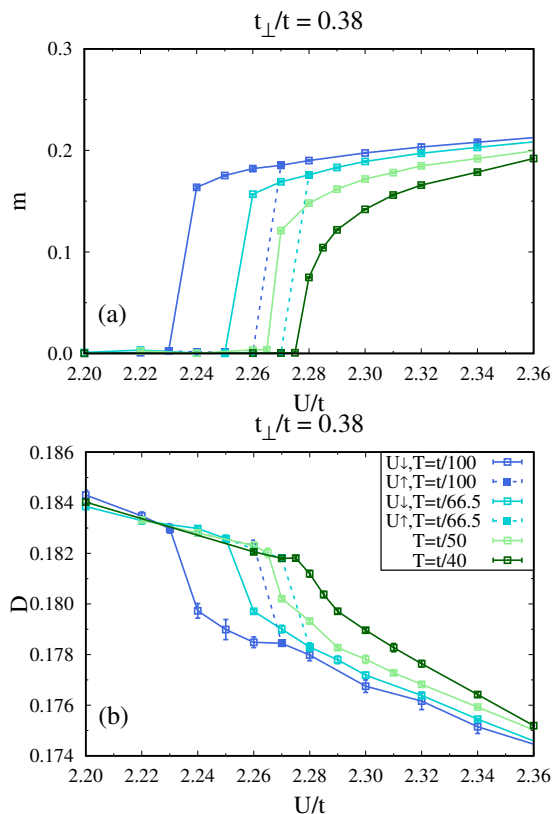 t⊥/t = 0.38
0.3
0.2
0.1
0.0
m
(a)
2.20 2.22 2.24 2.26 2.28 2.30 2.32 2.34 2.36
U/t
t⊥/t = 0.38
0.186
0.184
0.182
0.180
0.178
0.176
0.174
D
U↓,T=t/100
U↑,T=t/100
U↓,T=t/66.5
U↑,T=t/66.5
T=t/50
T=t/40
(b)
2.20 2.22 2.24 2.26 2.28 2.30 2.32 2.34 2.36
U/t